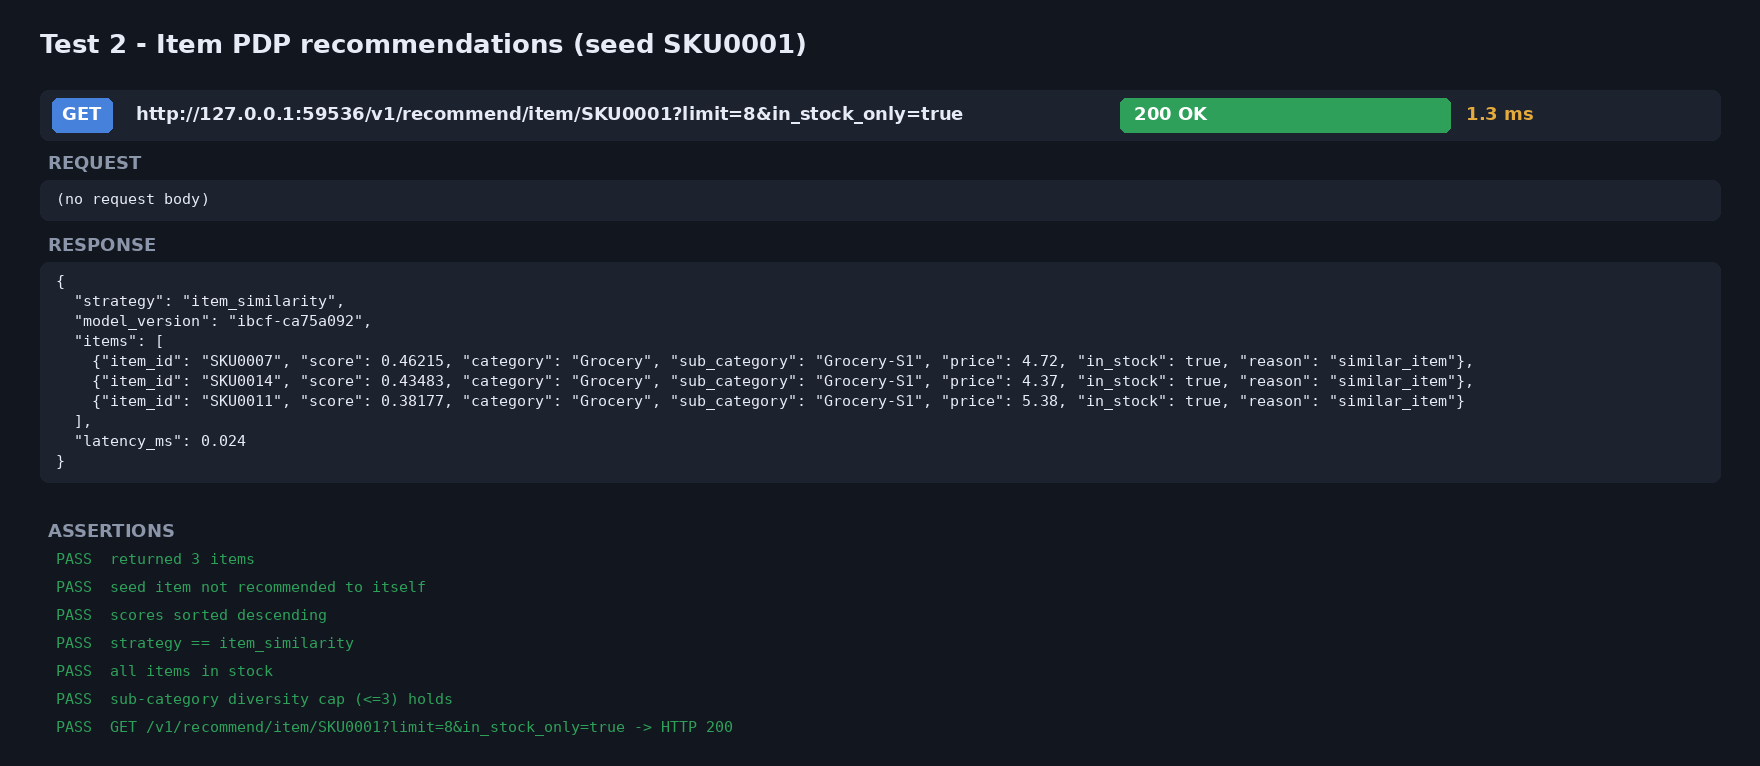 Test 2 - Item PDP recommendations (seed SKU0001)
GET http://127.0.0.1:59536/v1/recommend/item/SKU0001?limit=8&in_stock_only=true 200 OK 1.3 ms
REQUEST
(no request body)
RESPONSE
{
  "strategy": "item_similarity",
  "model_version": "ibcf-ca75a092",
  "items": [
    {"item_id": "SKU0007", "score": 0.46215, "category": "Grocery", "sub_category": "Grocery-S1", "price": 4.72, "in_stock": true, "reason": "similar_item"},
    {"item_id": "SKU0014", "score": 0.43483, "category": "Grocery", "sub_category": "Grocery-S1", "price": 4.37, "in_stock": true, "reason": "similar_item"},
    {"item_id": "SKU0011", "score": 0.38177, "category": "Grocery", "sub_category": "Grocery-S1", "price": 5.38, "in_stock": true, "reason": "similar_item"}
  ],
  "latency_ms": 0.024
}
ASSERTIONS
PASS  returned 3 items
PASS  seed item not recommended to itself
PASS  scores sorted descending
PASS  strategy == item_similarity
PASS  all items in stock
PASS  sub-category diversity cap (<=3) holds
PASS  GET /v1/recommend/item/SKU0001?limit=8&in_stock_only=true -> HTTP 200